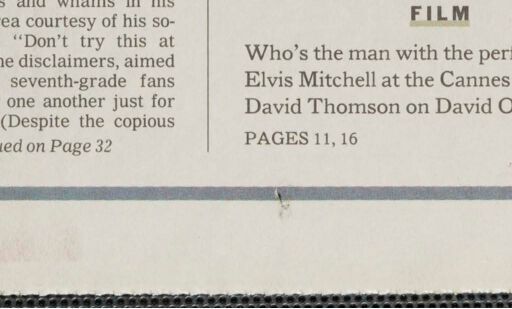 s and whams in his
rea courtesy of his so-
"Don't try this at
ne disclaimers, aimed
seventh-grade fans
one another just for
(Despite the copious
ued on Page 32
FILM
Who's the man with the perf
Elvis Mitchell at the Cannes
David Thomson on David O
PAGES 11, 16